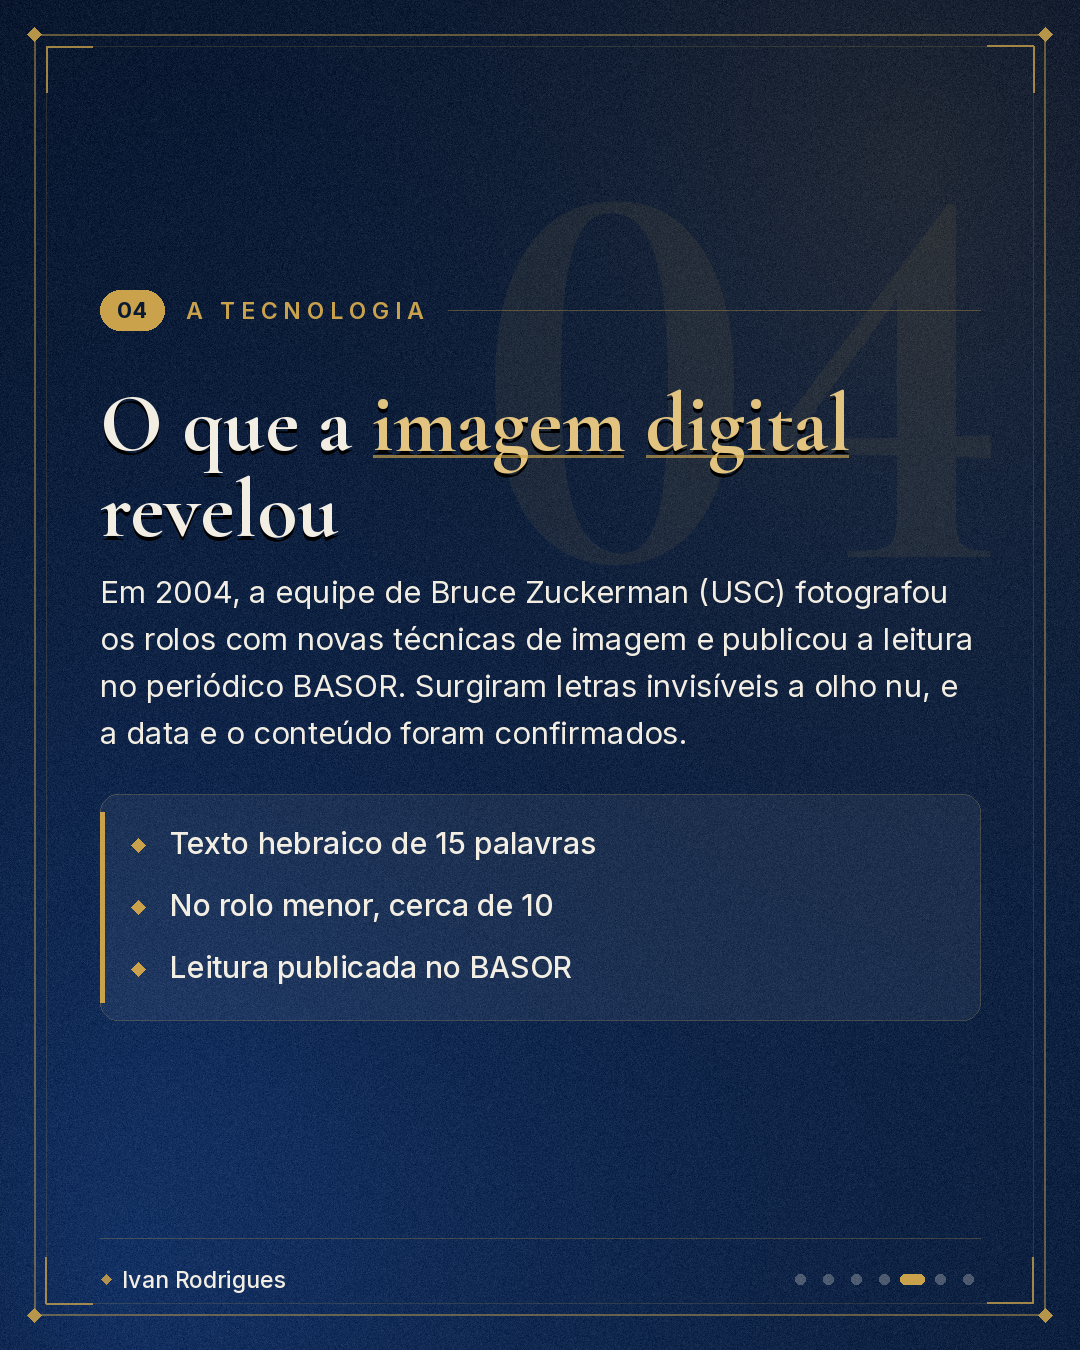 04
04 A TECNOLOGIA
O que a imagem digital
revelou
Em 2004, a equipe de Bruce Zuckerman (USC) fotografou
os rolos com novas técnicas de imagem e publicou a leitura
no periódico BASOR. Surgiram letras invisíveis a olho nu, e
a data e o conteúdo foram confirmados.
Texto hebraico de 15 palavras
No rolo menor, cerca de 10
Leitura publicada no BASOR
Ivan Rodrigues